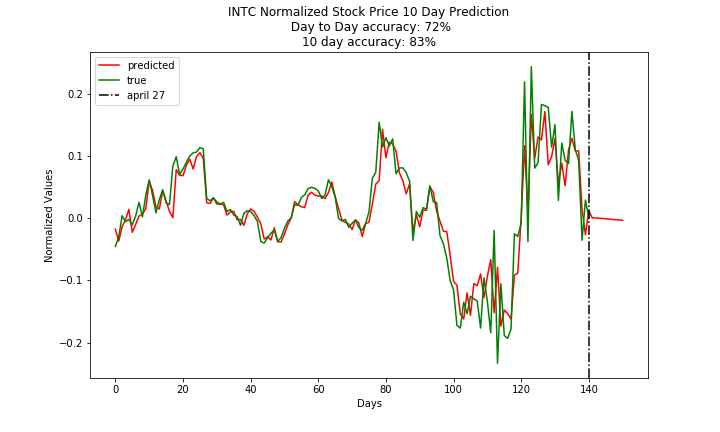 INTC Normalized Stock Price 10 Day Prediction
Day to Day accuracy: 72%
10 day accuracy: 83%
predicted
true
april 27
Normalized Values
0.2
0.1
0.0
−0.1
−0.2
0 20 40 60 80 100 120 140
Days